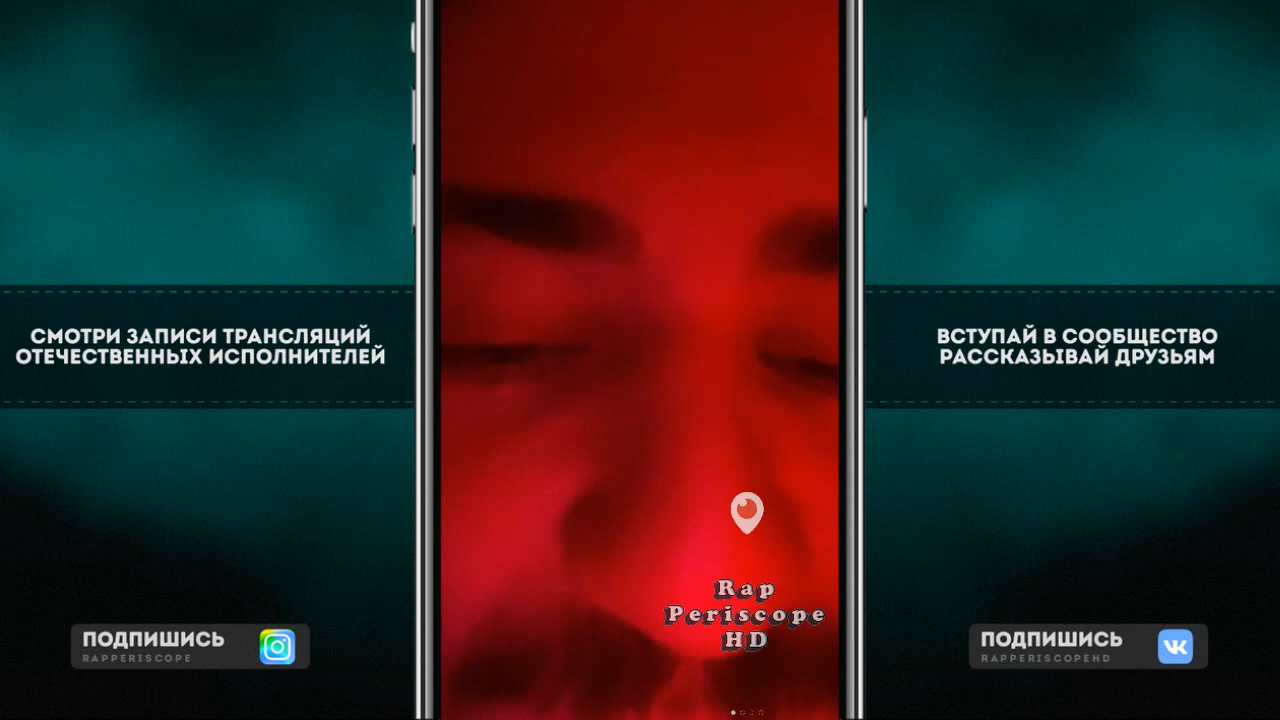 СМОТРИ ЗАПИСИ ТРАНСЛЯЦИЙ
ОТЕЧЕСТВЕННЫХ ИСПОЛНИТЕЛЕЙ
ВСТУПАЙ В СООБЩЕСТВО
РАССКАЗЫВАЙ ДРУЗЬЯМ
Rap
Periscope
HD
ПОДПИШИСЬ
RAPPERISCOPE
ПОДПИШИСЬ
RAPPERISCOPEHD